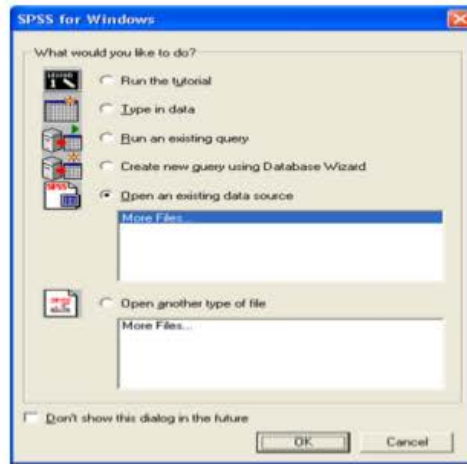 SPSS for Windows
What would you like to do?
Run the tutorial
Type in data
Run an existing query
Create new query using Database Wizard
SPSS
Open an existing data source
More Files...
Open another type of file
More Files...
Don't show this dialog in the future
OK
Cancel